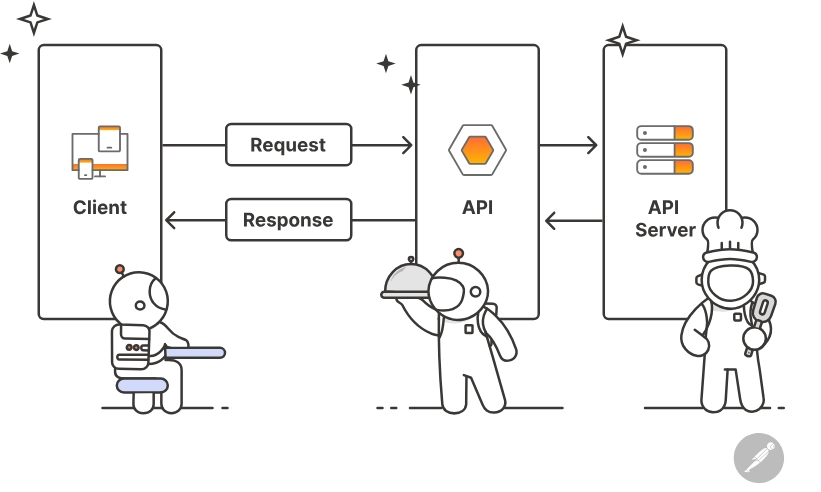 Request
Response
Client
API
API
Server